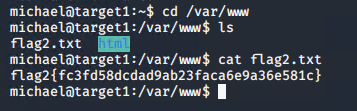 michael@target1:~$ cd /var/www
michael@target1:/var/www$ ls
flag2.txt  html
michael@target1:/var/www$ cat flag2.txt
flag2{fc3fd58dcdad9ab23faca6e9a36e581c}
michael@target1:/var/www$